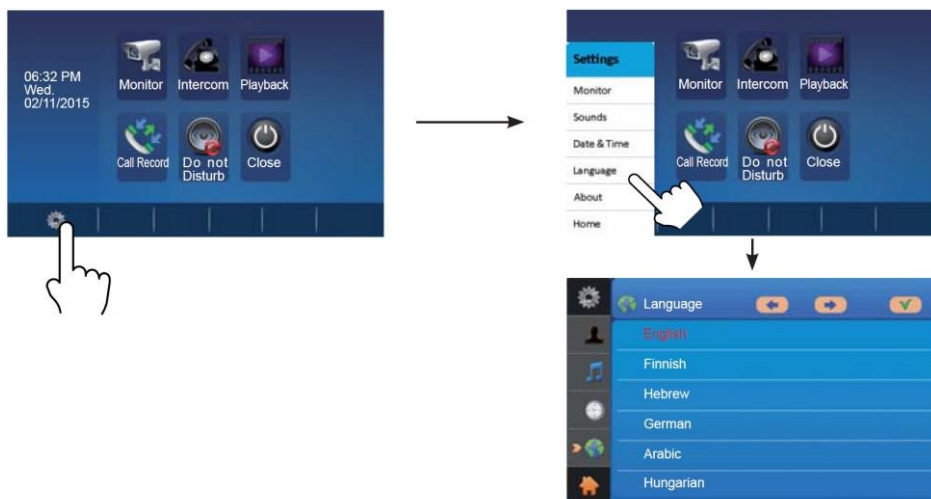 06:32 PM
Wed.
02/11/2015
Monitor
Intercom
Playback
Call Record
Do not
Disturb
Close
Settings
Monitor
Sounds
Date & Time
Language
About
Home
Monitor
Intercom
Playback
Call Record
Do not
Disturb
Close
Language
English
Finnish
Hebrew
German
Arabic
Hungarian